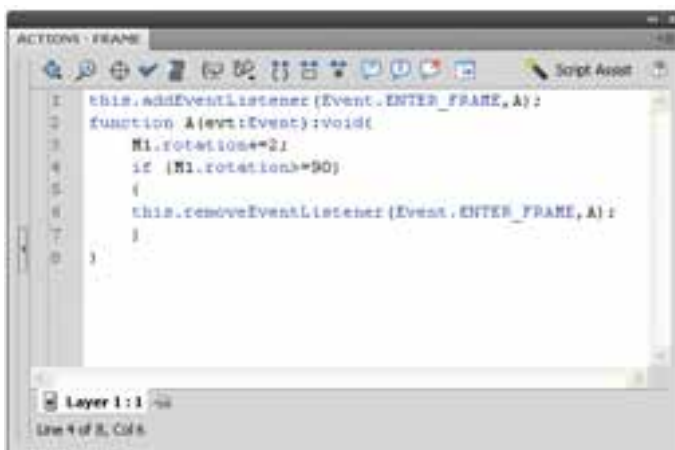 ACTIONS - FRAME
Script Assist
1 this.addEventListener(Event.ENTER_FRAME,A);
2 function A(evt:Event):void{
3 M1.rotation+=2;
4 if (M1.rotation>=90)
5 {
6 this.removeEventListener(Event.ENTER_FRAME,A);
7 }
8 }
Layer 1 : 1
Line 4 of 8, Col 6